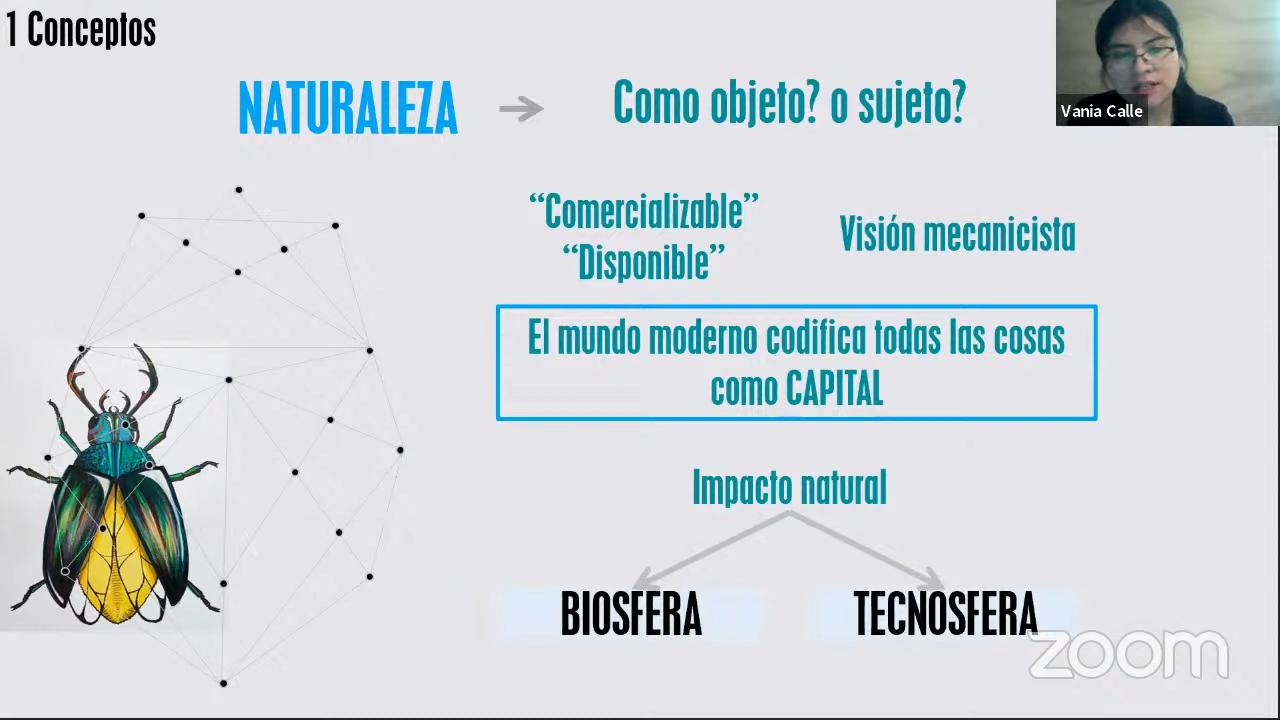 1 Conceptos
NATURALEZA
Como objeto? o sujeto?
Vania Calle
“Comercializable”
“Disponible”
Visión mecanicista
El mundo moderno codifica todas las cosas
como CAPITAL
Impacto natural
BIOSFERA
TECNOSFERA
zoom